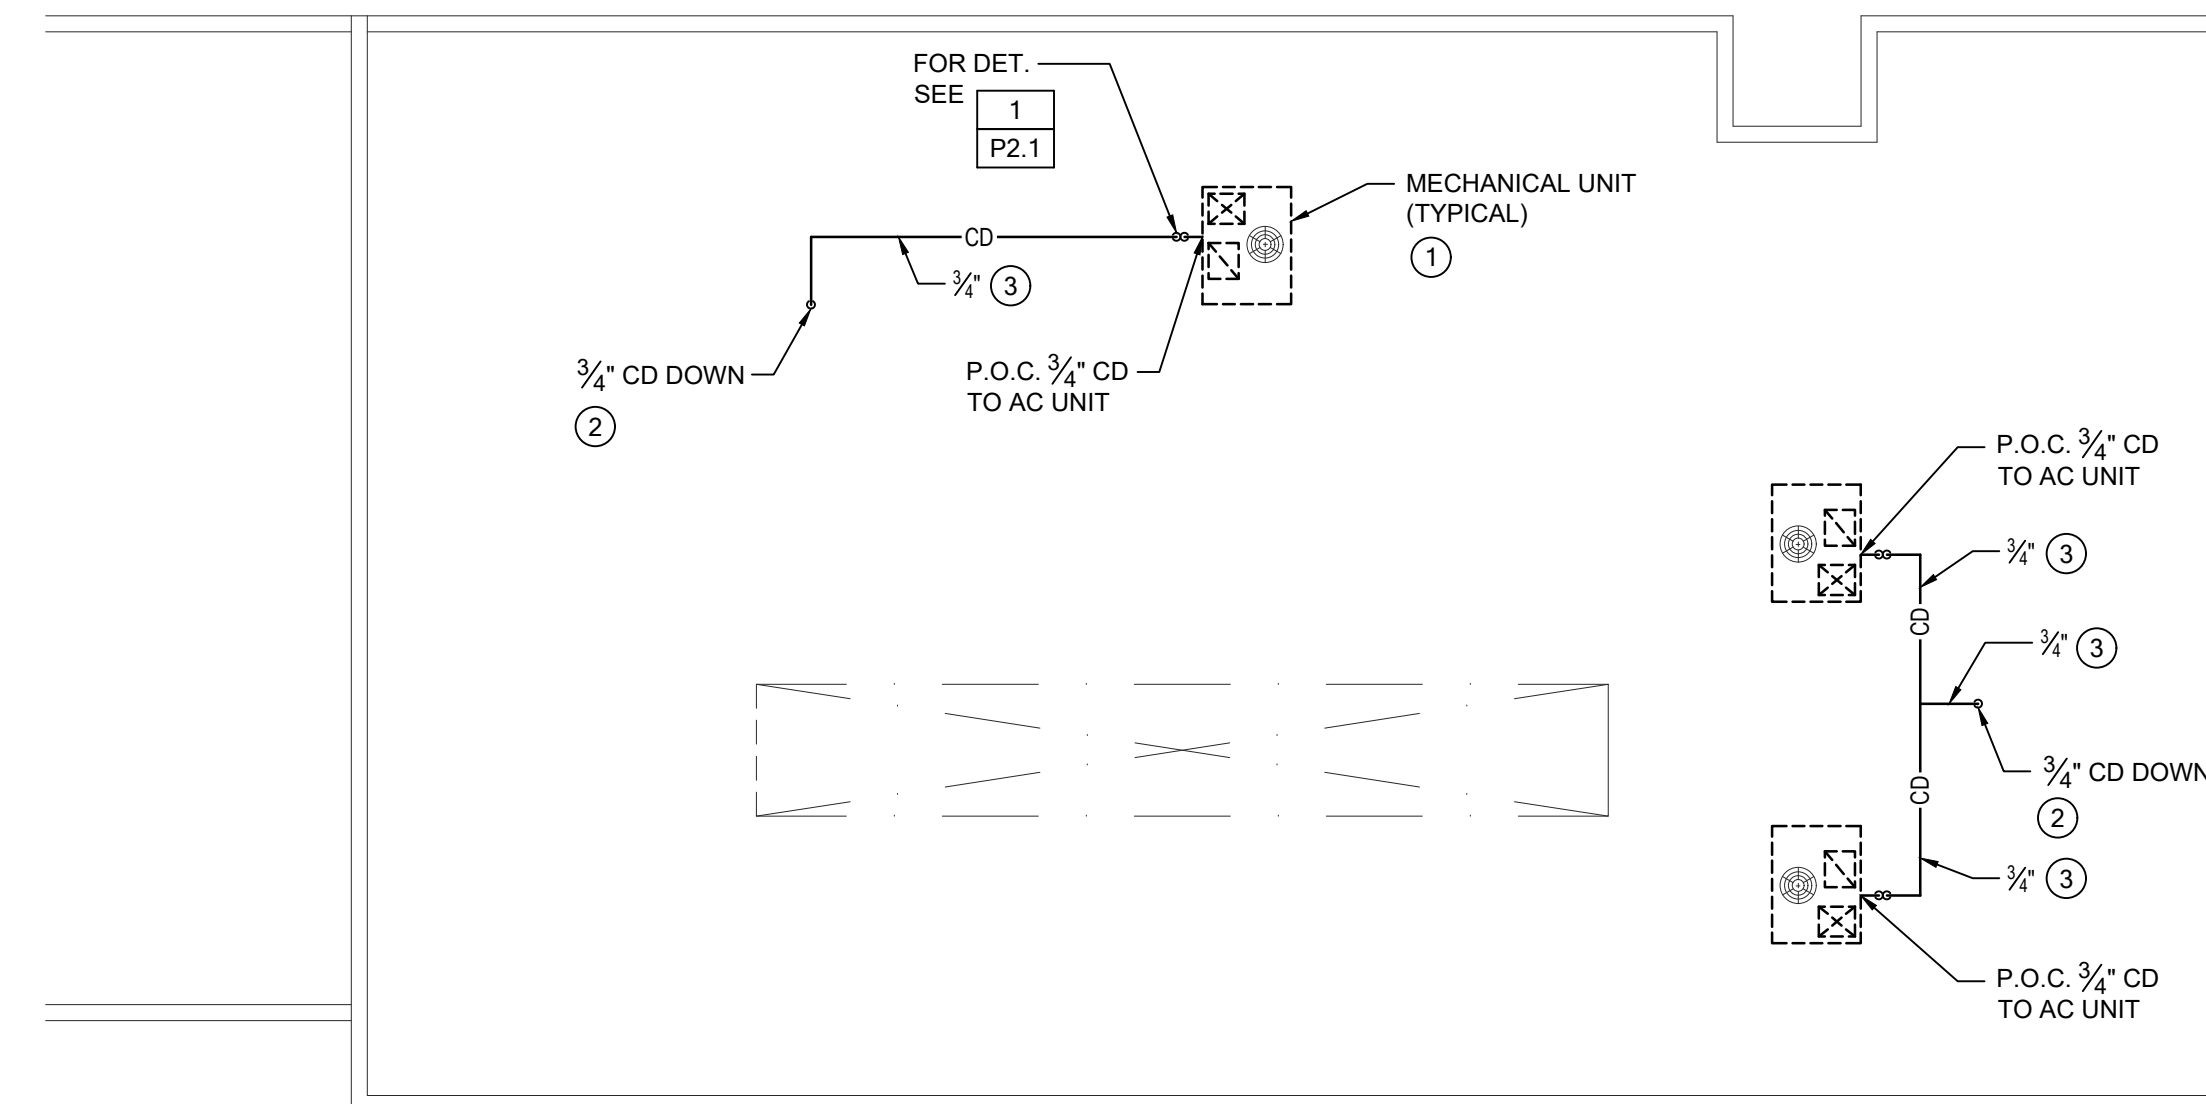 FOR DET.
SEE
1
P2.1
MECHANICAL UNIT
(TYPICAL)
1
CD
3/4" 3
3/4" CD DOWN
2
P.O.C. 3/4" CD
TO AC UNIT
P.O.C. 3/4" CD
TO AC UNIT
3/4" 3
CD
3/4" 3
3/4" CD DOWN
2
CD
3/4" 3
P.O.C. 3/4" CD
TO AC UNIT